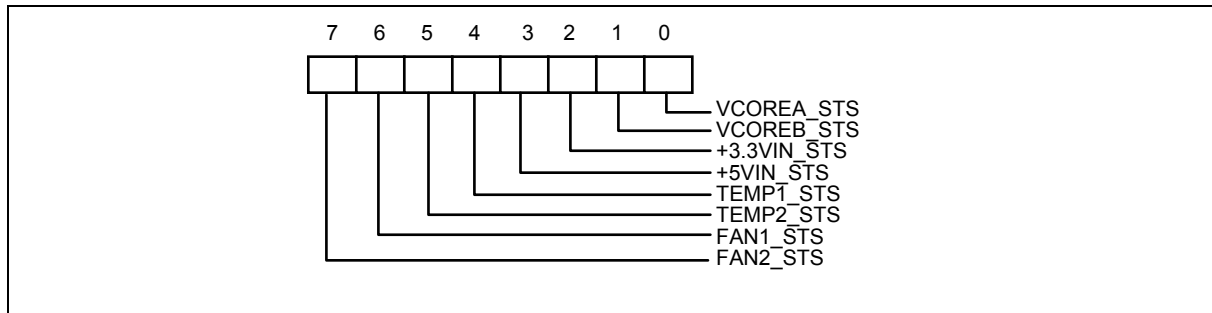 7 6 5 4 3 2 1 0
VCOREA_STS
VCOREB_STS
+3.3VIN_STS
+5VIN_STS
TEMP1_STS
TEMP2_STS
FAN1_STS
FAN2_STS